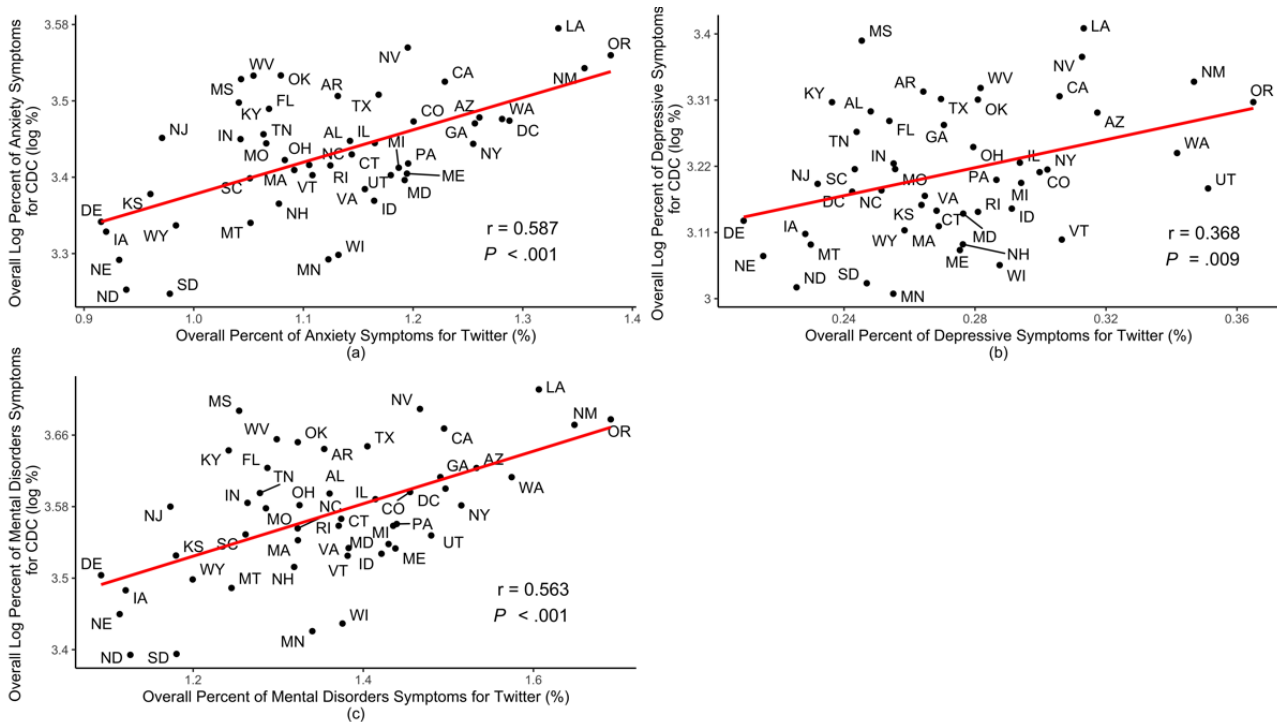 Overall Log Percent of Anxiety Symptoms
for CDC (log %)
3.58
3.5
3.4
3.3
LA
OR
NV
WV
OK
NM
MS
AR
CA
FL
KY
TX
CO
AZ
WA
NJ
IN
TN
AL
IL
GA
DC
MO
OH
NC
MI
CT
PA
NY
SC
MA
VT
RI
UT
ME
KS
MD
VA
DE
NH
ID
IA
WY
MT
NE
MN
WI
ND
SD
r = 0.587
P < .001
0.9
1.0
1.1
1.2
1.3
1.4
Overall Percent of Anxiety Symptoms for Twitter (%)
(a)
Overall Log Percent of Depressive Symptoms
for CDC (log %)
3.4
3.31
3.22
3.11
3
LA
MS
NV
NM
AR
WV
OR
KY
AL
TX
OK
CA
FL
GA
AZ
TN
IN
OH
IL
NY
WA
NJ
SC
MO
PA
CO
MI
UT
DC
NC
KS
VA
RI
ID
DE
CT
IA
WY
MA
MD
VT
NE
MT
ME
NH
WI
ND
SD
MN
r = 0.368
P = .009
0.24
0.28
0.32
0.36
Overall Percent of Depressive Symptoms for Twitter (%)
(b)
Overall Log Percent of Mental Disorders Symptoms
for CDC (log %)
3.66
3.58
3.5
3.4
LA
MS
NV
NM
WV
OK
TX
CA
OR
KY
AR
FL
TN
AL
GA
AZ
IN
OH
IL
WA
NJ
MO
NC
CO
DC
NY
SC
RI
CT
PA
KS
MA
VA
MD
MI
UT
DE
WY
MT
NH
VT
ID
ME
IA
NE
MN
WI
ND
SD
r = 0.563
P < .001
1.2
1.4
1.6
Overall Percent of Mental Disorders Symptoms for Twitter (%)
(c)